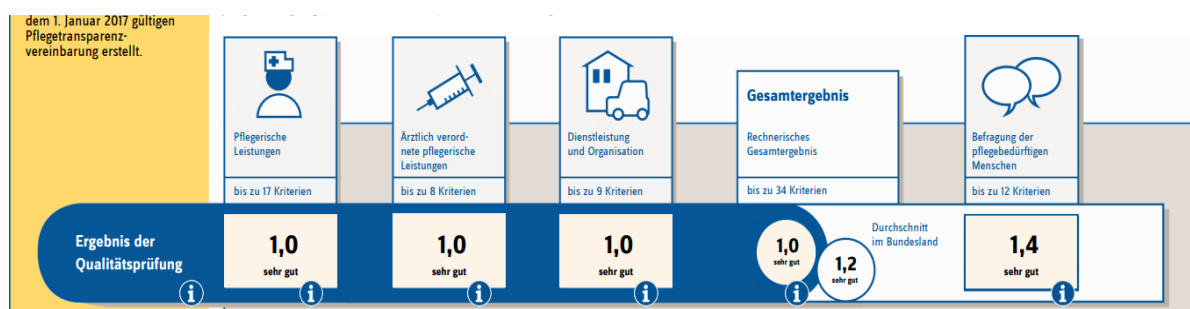 dem 1. Januar 2017 gültigen
Pflegetransparenz-
vereinbarung erstellt.
Pflegerische
Leistungen
bis zu 17 Kriterien
Ärztlich verord-
nete pflegerische
Leistungen
bis zu 8 Kriterien
Dienstleistung
und Organisation
bis zu 9 Kriterien
Gesamtergebnis
Rechnerisches
Gesamtergebnis
bis zu 34 Kriterien
Befragung der
pflegebedürftigen
Menschen
bis zu 12 Kriterien
Ergebnis der
Qualitätsprüfung
1,0
sehr gut
1,0
sehr gut
1,0
sehr gut
1,0
sehr gut
Durchschnitt
im Bundesland
1,2
sehr gut
1,4
sehr gut